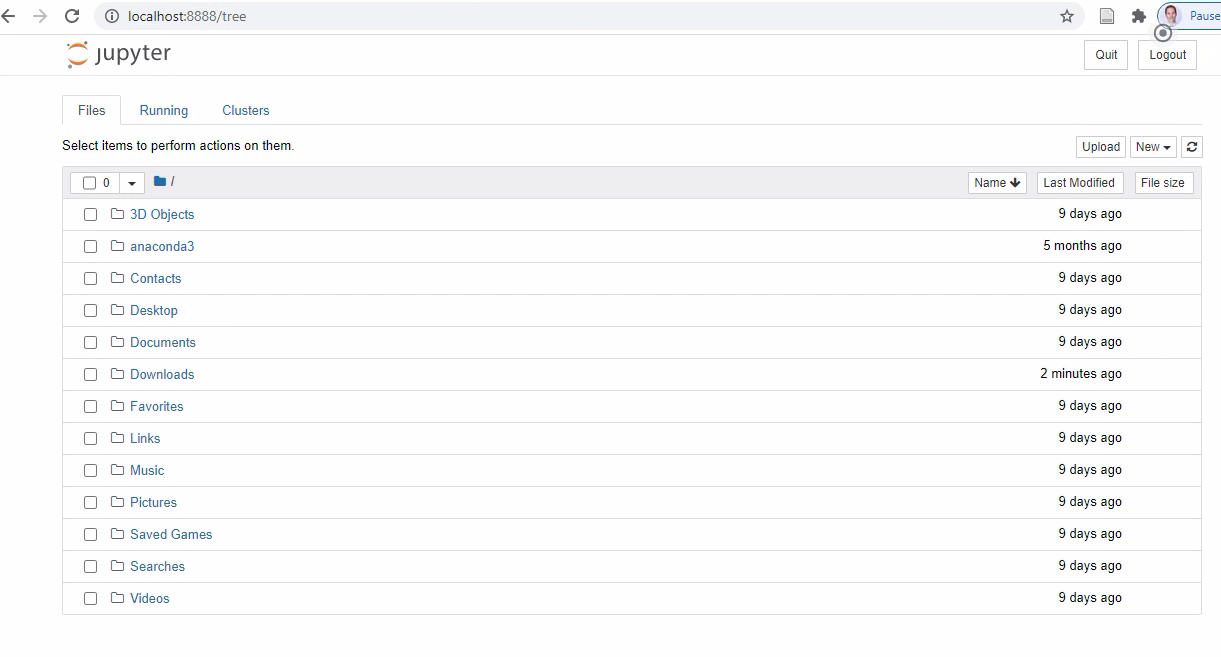 localhost:8888/tree
Pause
jupyter
Quit
Logout
Files
Running
Clusters
Select items to perform actions on them.
Upload
New
0
/
Name
Last Modified
File size
3D Objects 9 days ago
anaconda3 5 months ago
Contacts 9 days ago
Desktop 9 days ago
Documents 9 days ago
Downloads 2 minutes ago
Favorites 9 days ago
Links 9 days ago
Music 9 days ago
Pictures 9 days ago
Saved Games 9 days ago
Searches 9 days ago
Videos 9 days ago